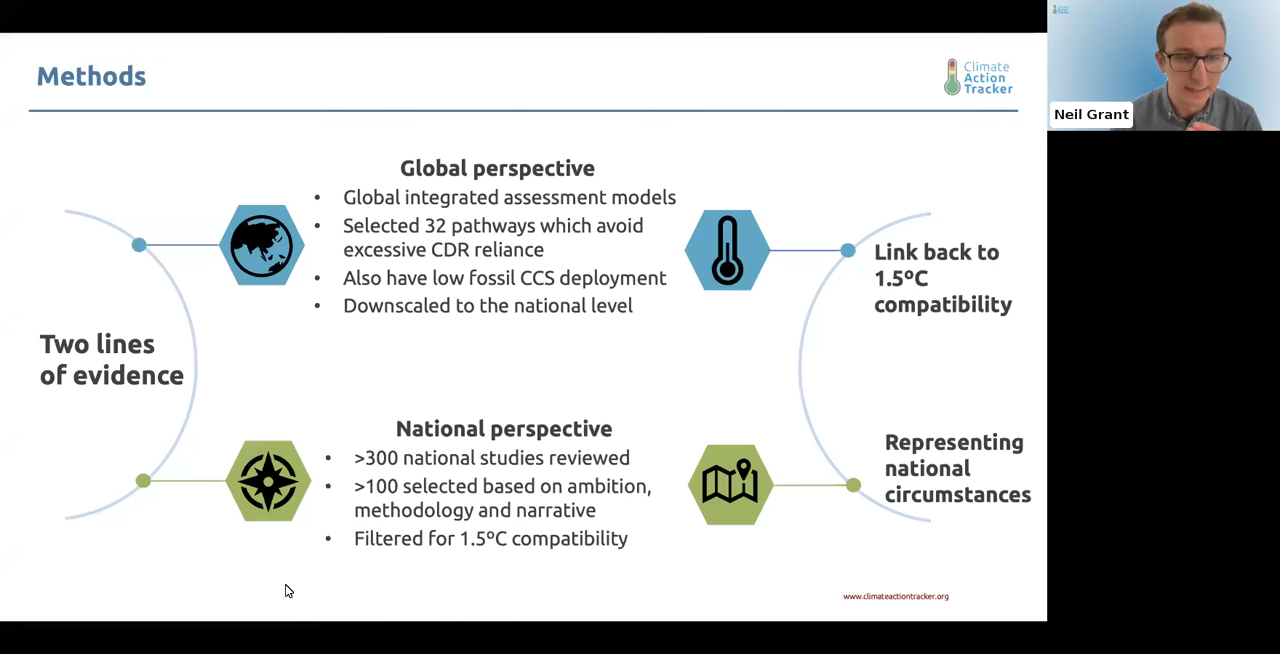 Methods
Climate
Action
Tracker
Neil Grant
Two lines
of evidence
Global perspective
• Global integrated assessment models
• Selected 32 pathways which avoid
excessive CDR reliance
• Also have low fossil CCS deployment
• Downscaled to the national level
Link back to
1.5ºC
compatibility
National perspective
• >300 national studies reviewed
• >100 selected based on ambition,
methodology and narrative
• Filtered for 1.5ºC compatibility
Representing
national
circumstances
www.climateactiontracker.org